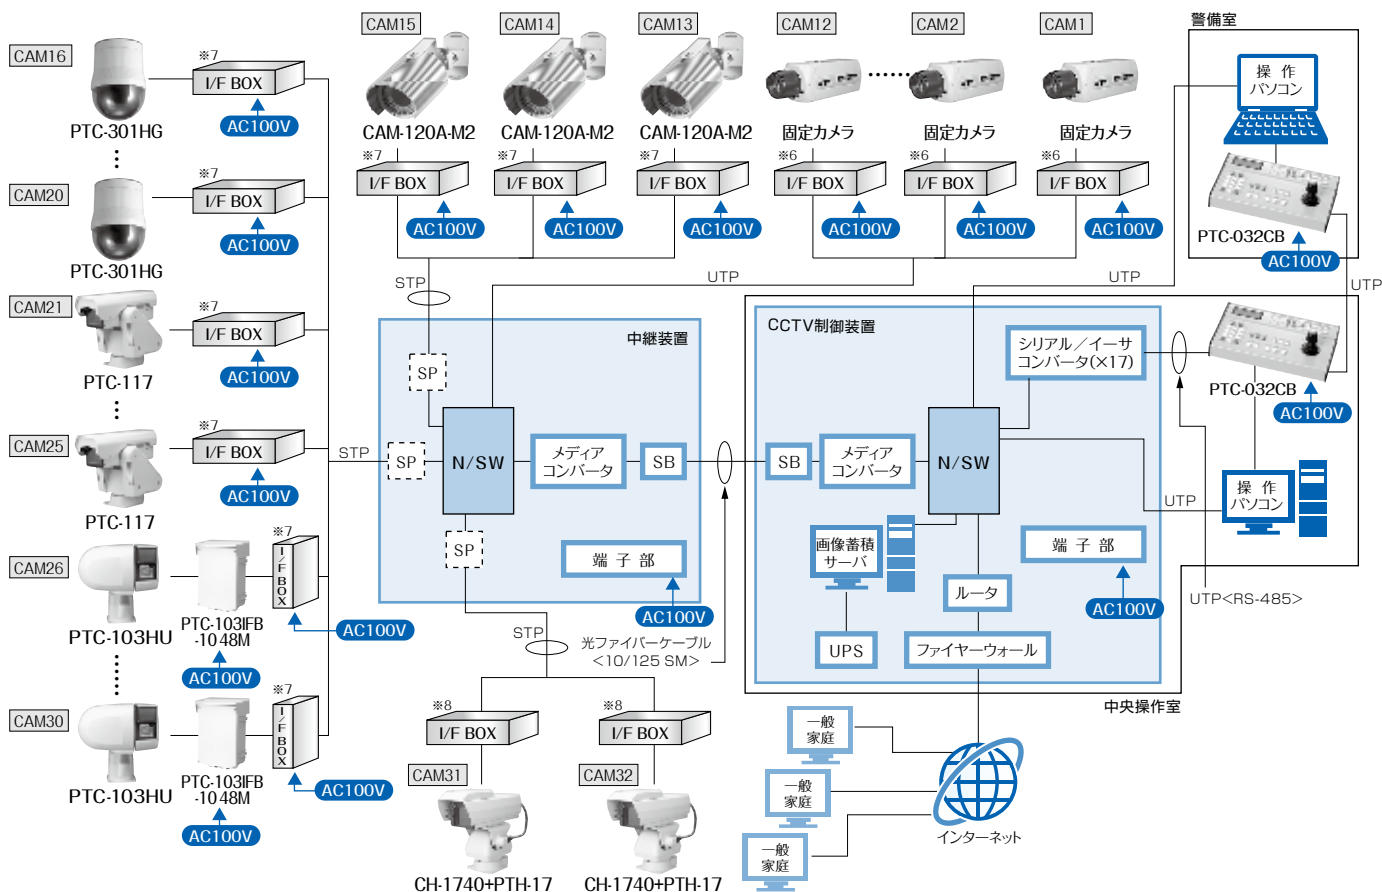 CAM16
※7
I/F BOX
AC100V
PTC-301HG
CAM20
※7
I/F BOX
AC100V
PTC-301HG
CAM21
※7
I/F BOX
AC100V
PTC-117
CAM25
※7
I/F BOX
AC100V
PTC-117
CAM26
※7
I/F BOX
AC100V
PTC-103HU
PTC-103IFB
-1048M
AC100V
CAM30
※7
I/F BOX
AC100V
PTC-103HU
PTC-103IFB
-1048M
AC100V
CAM15
CAM-120A-M2
※7
I/F BOX
AC100V
CAM14
CAM-120A-M2
※7
I/F BOX
AC100V
CAM13
CAM-120A-M2
※7
I/F BOX
AC100V
CAM12
固定カメラ
※6
I/F BOX
AC100V
CAM2
固定カメラ
※6
I/F BOX
AC100V
CAM1
固定カメラ
※6
I/F BOX
AC100V
警備室
操作
パソコン
PTC-032CB
AC100V
UTP
STP
UTP
UTP
STP
中継装置
SP
SP
SP
N/SW
メディア
コンバータ
SB
端子部
AC100V
STP
光ファイバーケーブル
<10/125 SM>
CCTV制御装置
シリアル／イーサ
コンバータ(×17)
SB
メディア
コンバータ
N/SW
画像蓄積
サーバ
UPS
ルータ
ファイヤーウォール
端子部
AC100V
PTC-032CB
AC100V
UTP
操作
パソコン
UTP<RS-485>
中央操作室
※8
I/F BOX
CAM31
CH-1740+PTH-17
※8
I/F BOX
CAM32
CH-1740+PTH-17
一般
家庭
一般
家庭
一般
家庭
インターネット